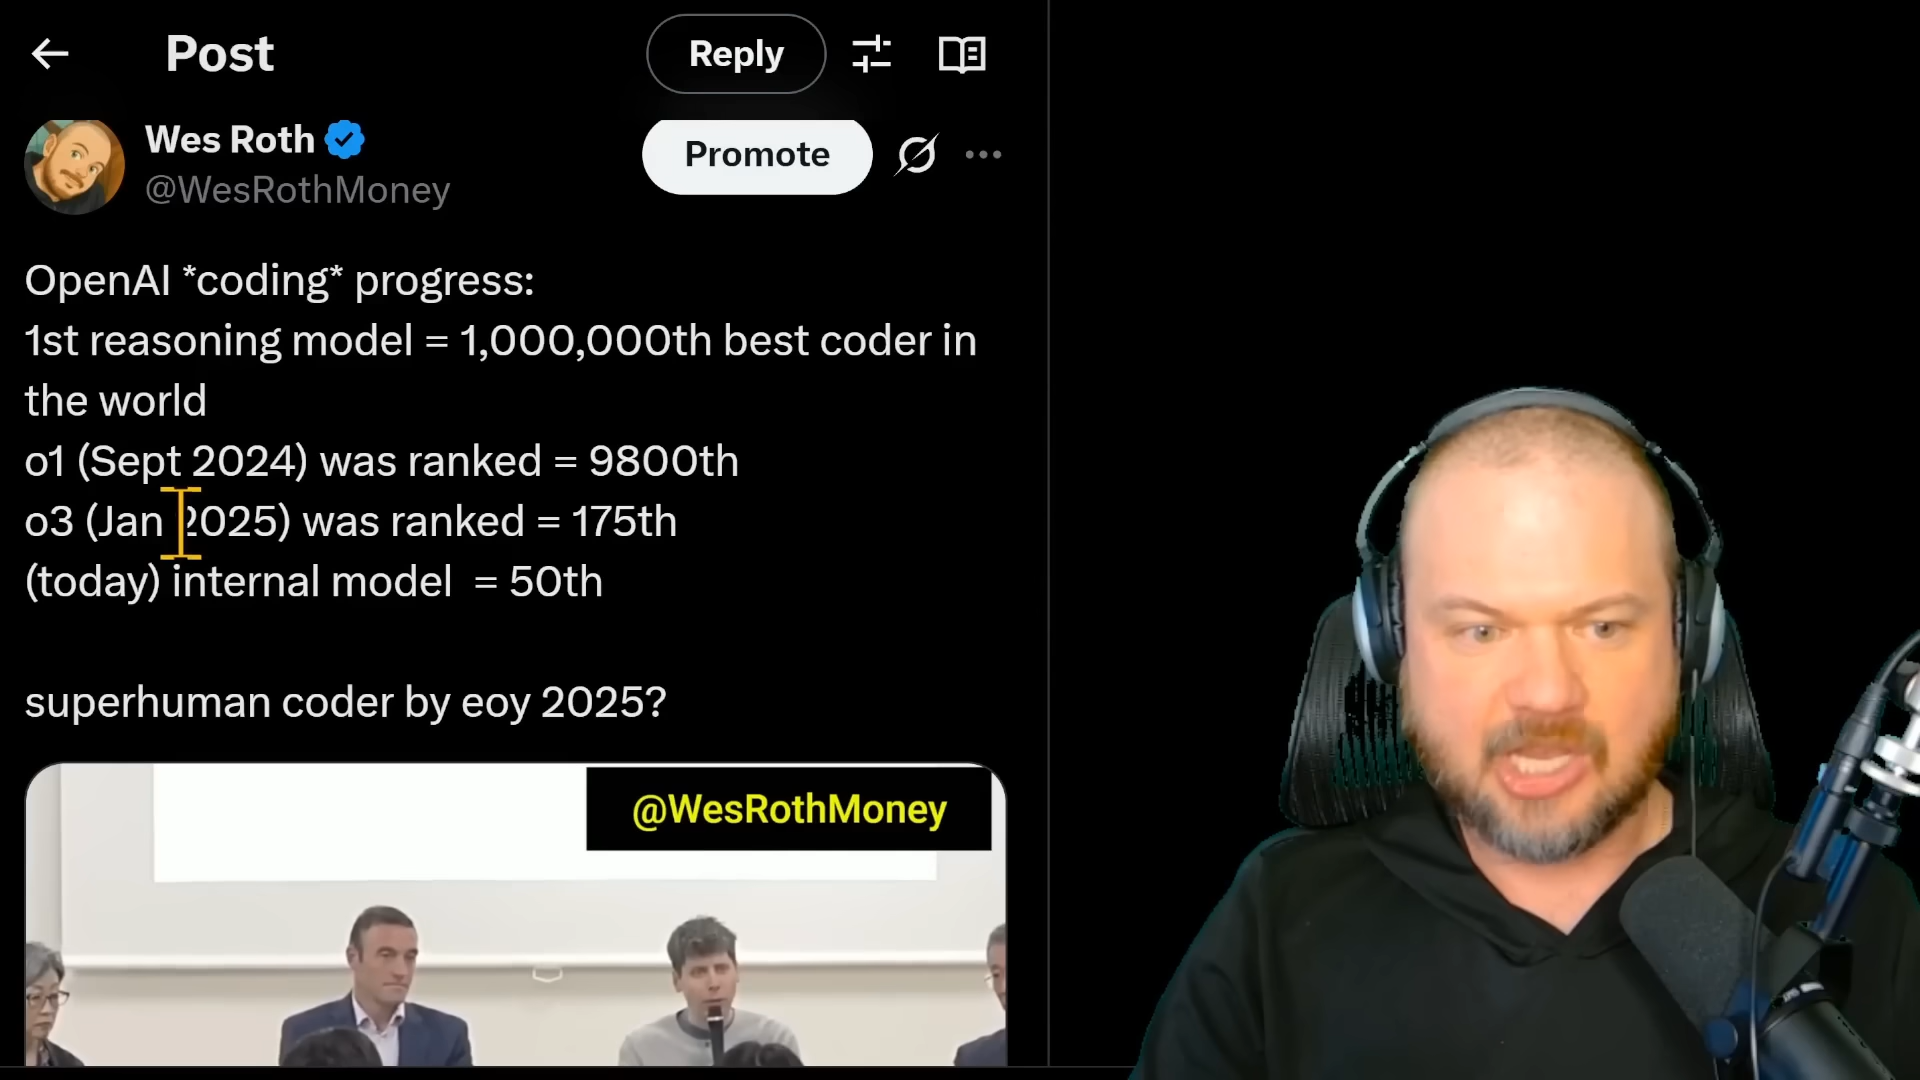 Post
Reply
Wes Roth
Promote
@WesRothMoney
OpenAI *coding* progress:
1st reasoning model = 1,000,000th best coder in
the world
o1 (Sept 2024) was ranked = 9800th
o3 (Jan 2025) was ranked = 175th
(today) internal model = 50th
superhuman coder by eoy 2025?
@WesRothMoney